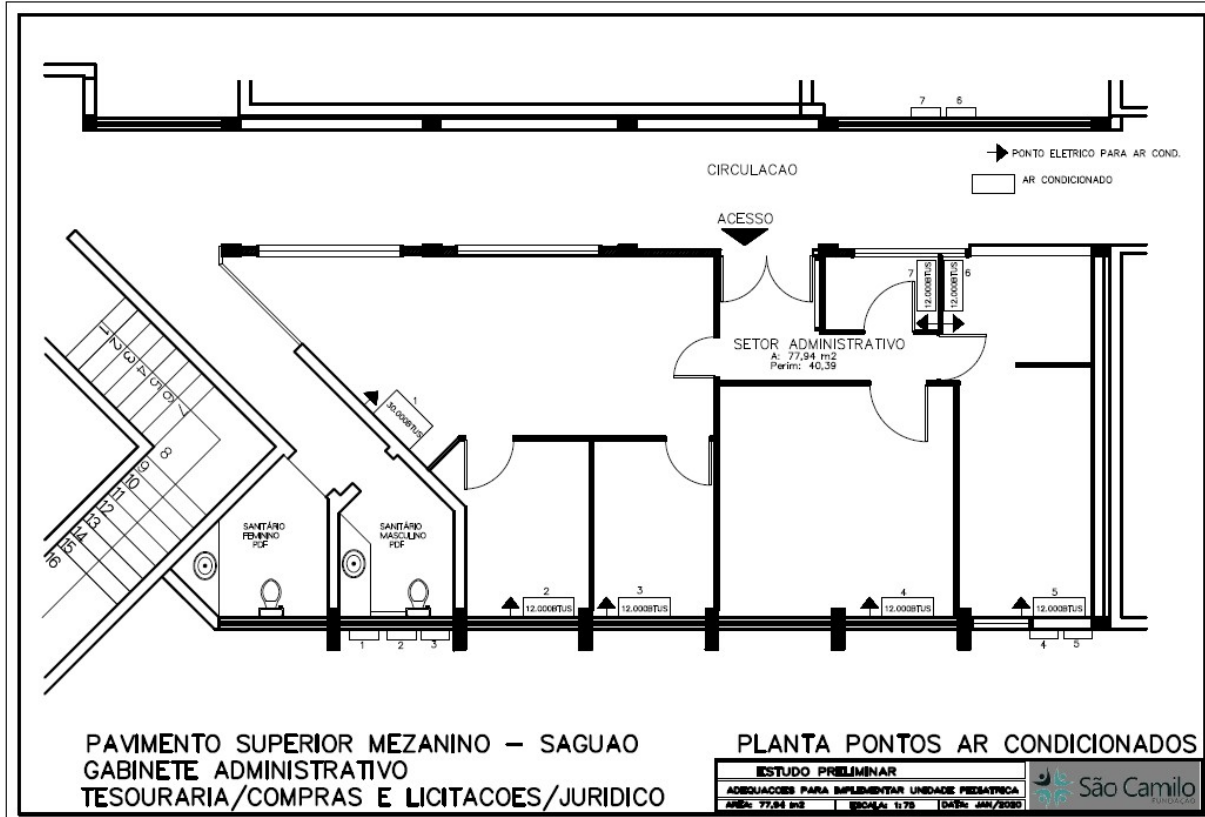 7 6
PONTO ELETRICO PARA AR COND.
CIRCULACAO
AR CONDICIONADO
ACESSO
7
12.000BTUS
12.000BTUS
6
SETOR ADMINISTRATIVO
A: 77,94 m2
Perim: 40,39
1
30.000BTUS
1
2
3
4
5
6
7
8
9
10
11
12
13
14
15
16
SANITÁRIO
FEMININO
PDF
SANITÁRIO
MASCULINO
PDF
2
12.000BTUS
3
12.000BTUS
4
12.000BTUS
5
12.000BTUS
1 2 3
4 5
PAVIMENTO SUPERIOR MEZANINO – SAGUAO
GABINETE ADMINISTRATIVO
TESOURARIA/COMPRAS E LICITACOES/JURIDICO
PLANTA PONTOS AR CONDICIONADOS
ESTUDO PRELIMINAR
ADEQUACOES PARA IMPLEMENTAR UNIDADE PEDIATRICA
AREA: 77,94 m2 ESCALA: 1:75 DATA: JAN/2020
São Camilo
FUNDAÇÃO